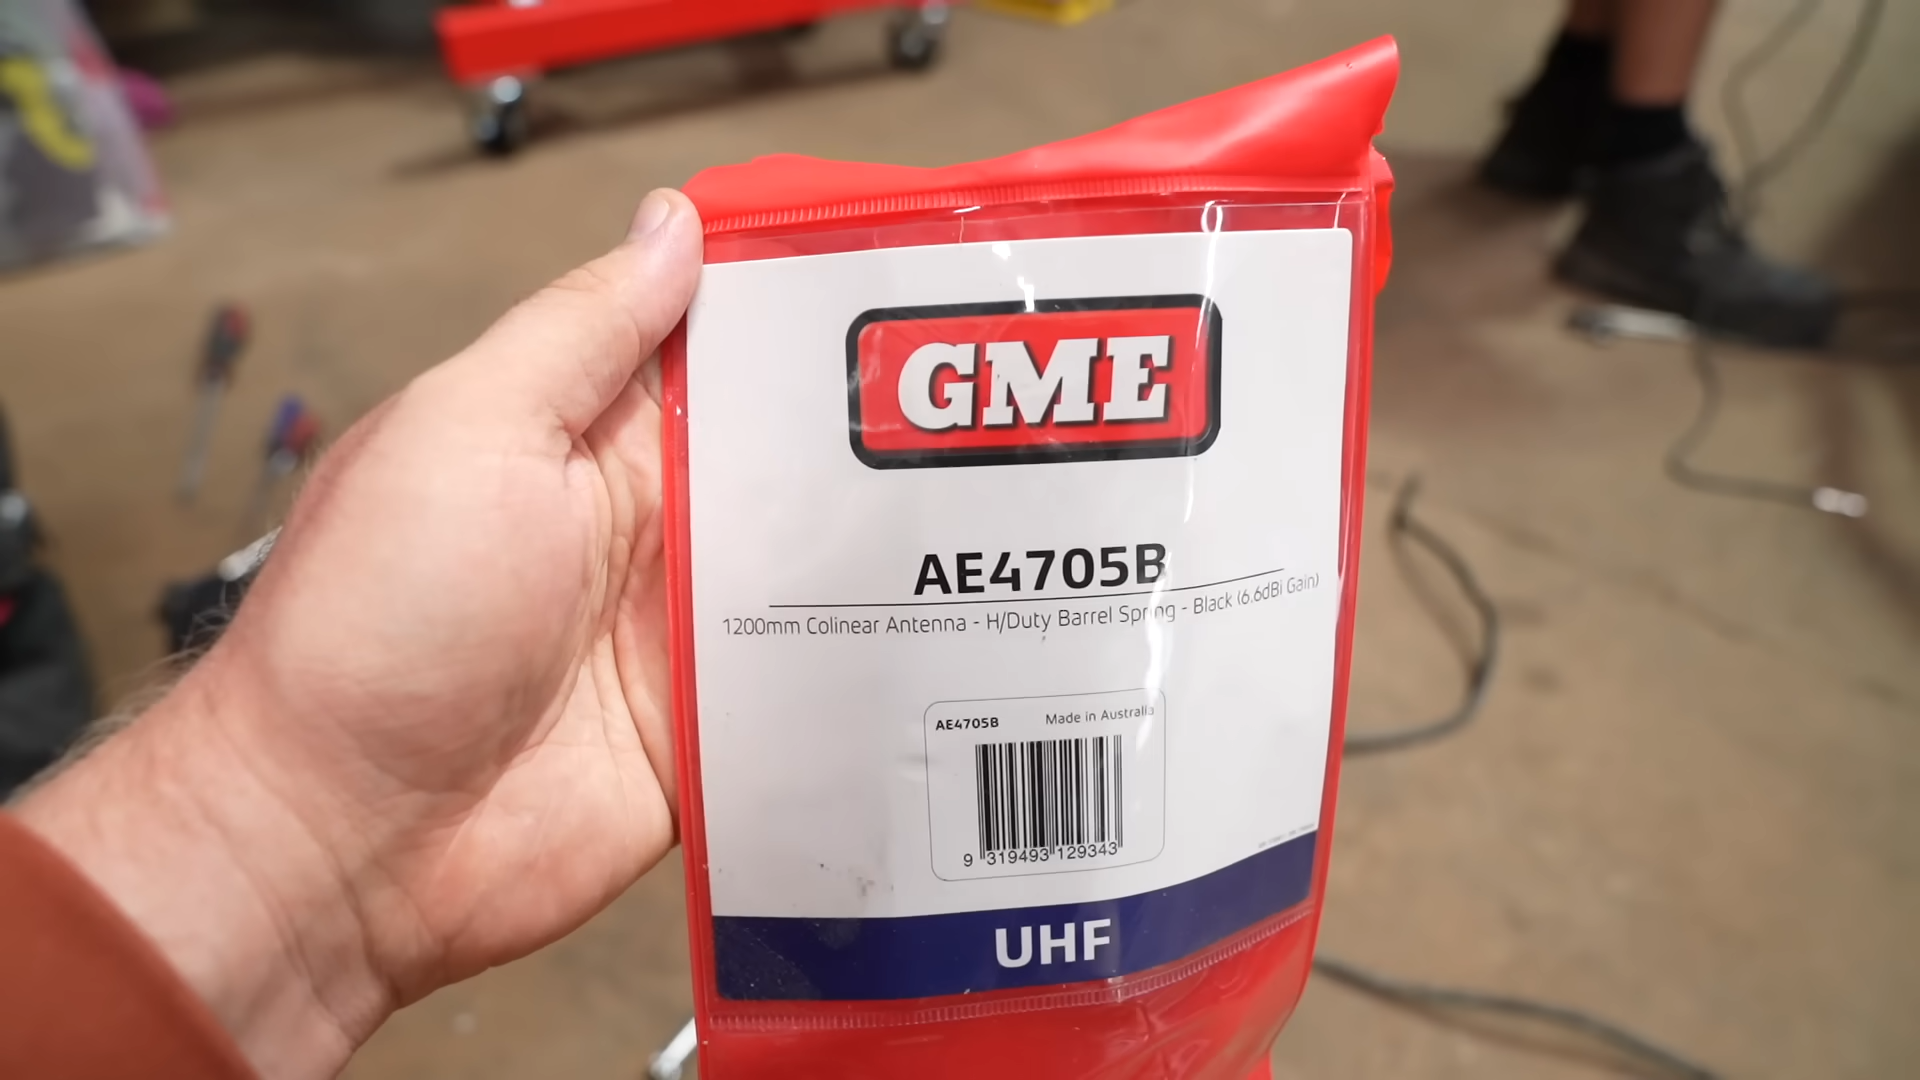 GME
AE4705B
1200mm Colinear Antenna - H/Duty Barrel Spring - Black (6.6dBi Gain)
AE4705B Made in Australia
9 319493 129343
UHF